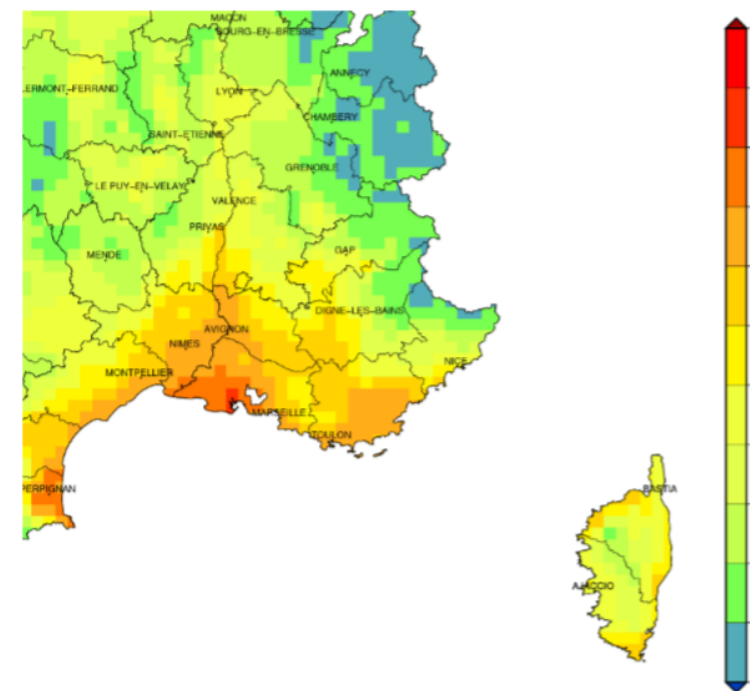 MACON
BOURG-EN-BRESSE
ANNECY
LERMONT-FERRAND
LYON
CHAMBERY
SAINT-ETIENNE
GRENOBLE
LE PUY-EN-VELAY
VALENCE
PRIVAS
MENDE
GAP
DIGNE-LES-BAINS
AVIGNON
NIMES
NICE
MONTPELLIER
MARSEILLE
TOULON
PERPIGNAN
BASTIA
AJACCIO